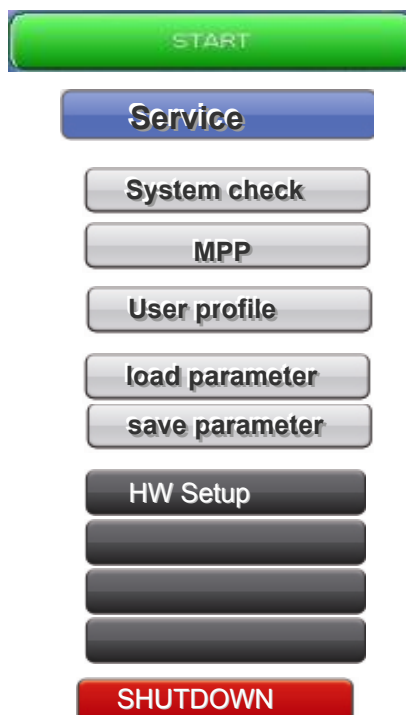 START
Service
System check
MPP
User profile
load parameter
save parameter
HW Setup
SHUTDOWN